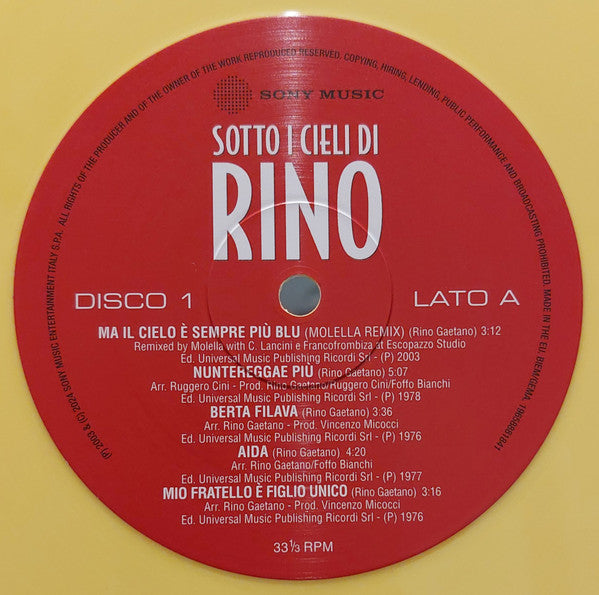 (P) 2003 & (C) 2024 SONY MUSIC ENTERTAINMENT ITALY S.P.A. ALL RIGHTS OF THE PRODUCER AND OF THE OWNER OF THE WORK REPRODUCED RESERVED. COPYING, HIRING, LENDING, PUBLIC PERFORMANCE AND BROADCASTING PROHIBITED. MADE IN THE EU. BIEM/GEMA. 19658881841
SONY MUSIC
SOTTO I CIELI DI
RINO
DISCO 1
LATO A
MA IL CIELO È SEMPRE PIÙ BLU (MOLELLA REMIX) (Rino Gaetano) 3:12
Remixed by Molella with C. Lancini e Francofrombiza at Escopazzo Studio
Ed. Universal Music Publishing Ricordi Srl - (P) 2003
NUNTEREGGAE PIÙ (Rino Gaetano) 5:07
Arr. Ruggero Cini - Prod. Rino Gaetano/Ruggero Cini/Foffo Bianchi
Ed. Universal Music Publishing Ricordi Srl - (P) 1978
BERTA FILAVA (Rino Gaetano) 3:36
Arr. Rino Gaetano - Prod. Vincenzo Micocci
Ed. Universal Music Publishing Ricordi Srl - (P) 1976
AIDA (Rino Gaetano) 4:20
Arr. Rino Gaetano/Foffo Bianchi
Ed. Universal Music Publishing Ricordi Srl - (P) 1977
MIO FRATELLO È FIGLIO UNICO (Rino Gaetano) 3:16
Arr. Rino Gaetano - Prod. Vincenzo Micocci
Ed. Universal Music Publishing Ricordi Srl - (P) 1976
33⅓ RPM